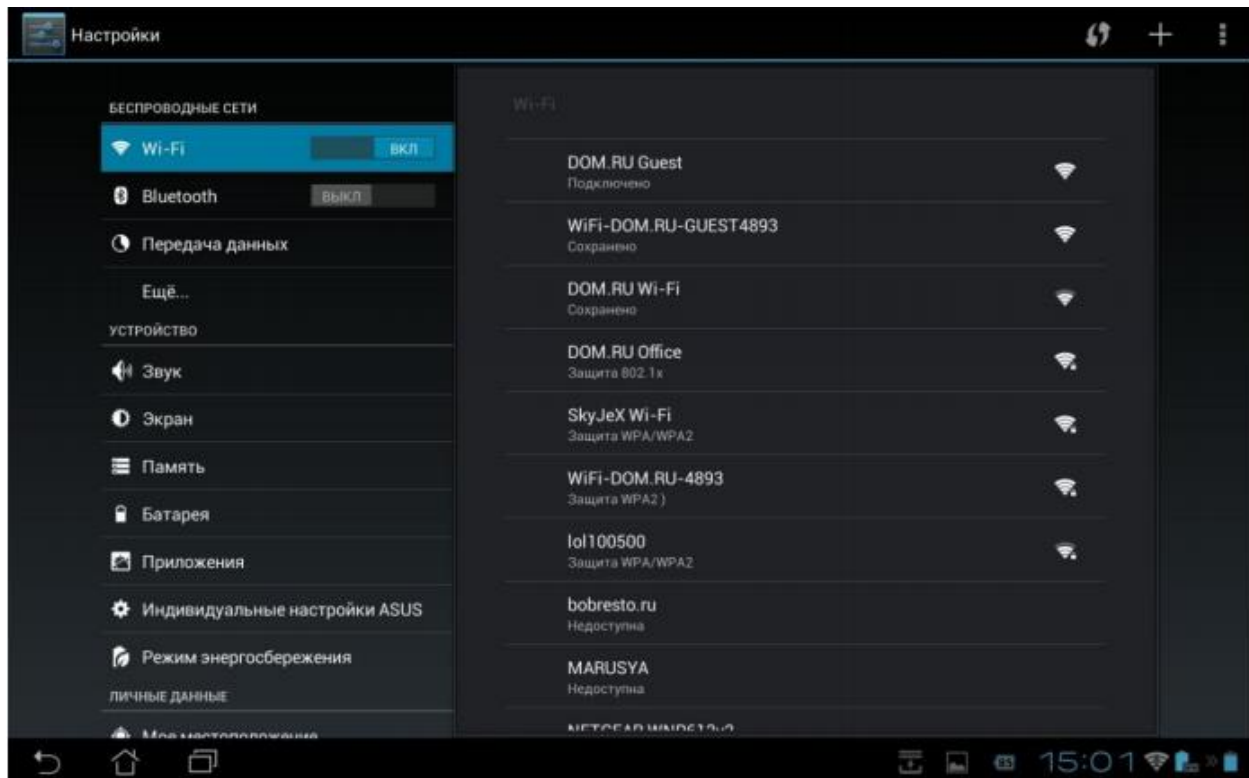 Настройки
БЕСПРОВОДНЫЕ СЕТИ
Wi-Fi ВКЛ
Bluetooth ВЫКЛ
Передача данных
Ещё...
УСТРОЙСТВО
Звук
Экран
Память
Батарея
Приложения
Индивидуальные настройки ASUS
Режим энергосбережения
ЛИЧНЫЕ ДАННЫЕ
Мое местоположение
Wi-Fi
DOM.RU Guest
Подключено
WiFi-DOM.RU-GUEST4893
Сохранено
DOM.RU Wi-Fi
Сохранено
DOM.RU Office
Защита 802.1x
SkyJeX Wi-Fi
Защита WPA/WPA2
WiFi-DOM.RU-4893
Защита WPA2 )
lol100500
Защита WPA/WPA2
bobresto.ru
Недоступна
MARUSYA
Недоступна
NETGEAR
15:01